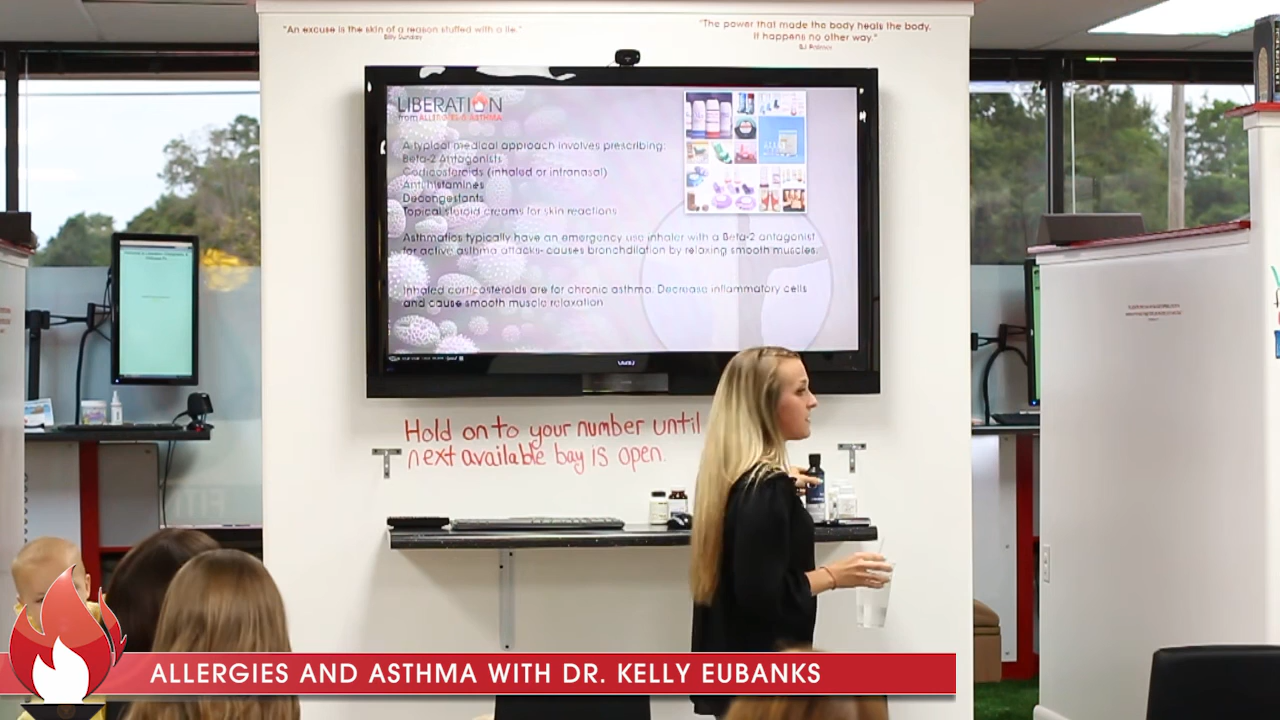 "An excuse is the skin of a reason stuffed with a lie."
Billy Sunday
"The power that made the body heals the body.
It happens no other way."
BJ Palmer
LIBERATION
from ALLERGIES & ASTHMA
A typical medical approach involves prescribing:
Beta-2 Antagonists
Corticosteroids (inhaled or intranasal)
Anti histamines
Decongestants
Topical steroid creams for skin reactions
Asthmatics typically have an emergency use inhaler with a Beta-2 antagonist
for active asthma attacks- causes bronchdilation by relaxing smooth muscles.
Inhaled corticosteroids are for chronic asthma. Decrease inflammatory cells
and cause smooth muscle relaxation
Hold onto your number until
next available bay is open.
ALLERGIES AND ASTHMA WITH DR. KELLY EUBANKS